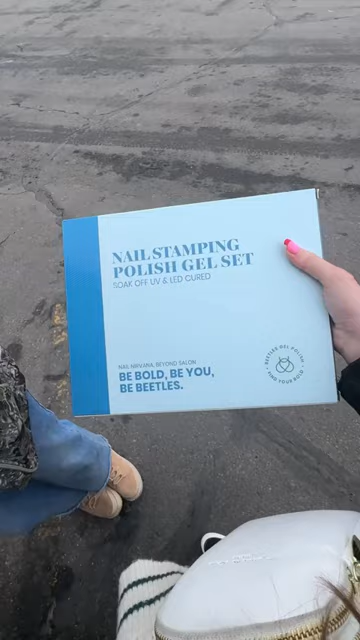 NAIL STAMPING
POLISH GEL SET
SOAK OFF UV & LED CURED
NAIL NIRVANA, BEYOND SALON
BE BOLD, BE YOU,
BE BEETLES.
BEETLES GEL POLISH
FIND YOUR BOLD